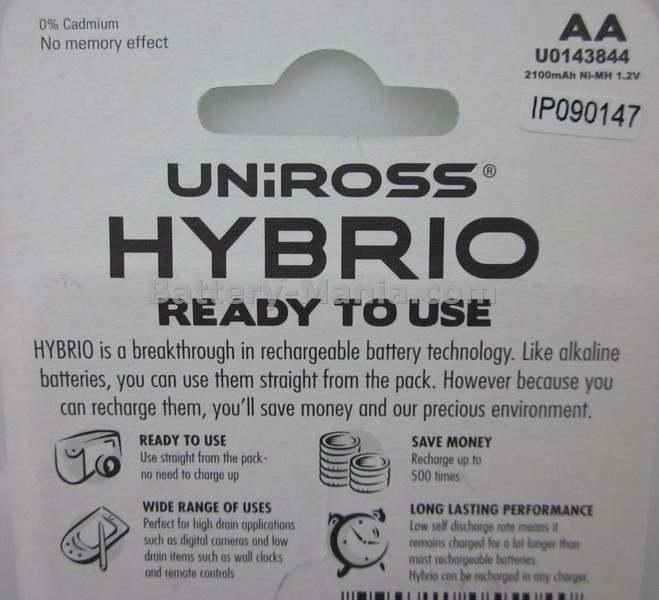 0% Cadmium
No memory effect
AA
U0143844
2100mAh Ni-MH 1.2V
IP090147
UNiROSS®
HYBRIO
Battery-Mania.com
READY TO USE
HYBRIO is a breakthrough in rechargeable battery technology. Like alkaline
batteries, you can use them straight from the pack. However because you
can recharge them, you'll save money and our precious environment.
READY TO USE
Use straight from the pack-
no need to charge up
SAVE MONEY
Recharge up to
500 times
WIDE RANGE OF USES
Perfect for high drain applications
such as digital cameras and low
drain items such as wall clocks
and remote controls
LONG LASTING PERFORMANCE
Low self discharge rate means it
remains charged for a lot longer than
most rechargeable batteries.
Hybrio can be recharged in any charger.